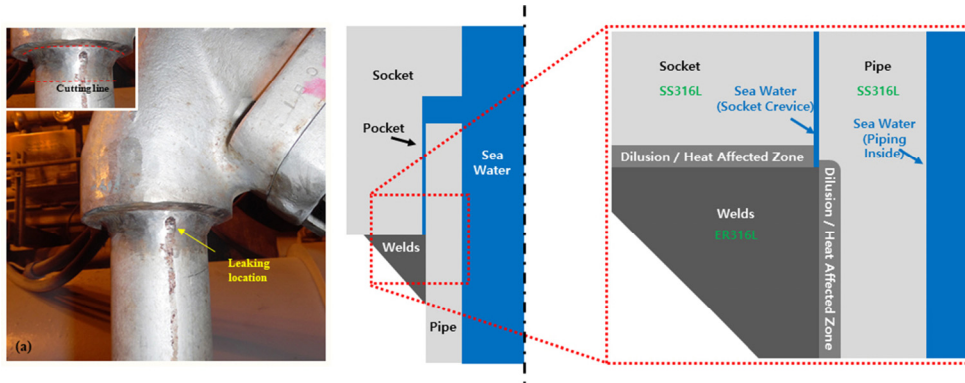 Cutting line
Leaking
location
(a)
Socket
Pocket
Sea
Water
Welds
Pipe
Socket
SS316L
Sea Water
(Socket Crevice)
Pipe
SS316L
Sea Water
(Piping
Inside)
Dilusion / Heat Affected Zone
Welds
ER316L
Dilusion / Heat Affected Zone